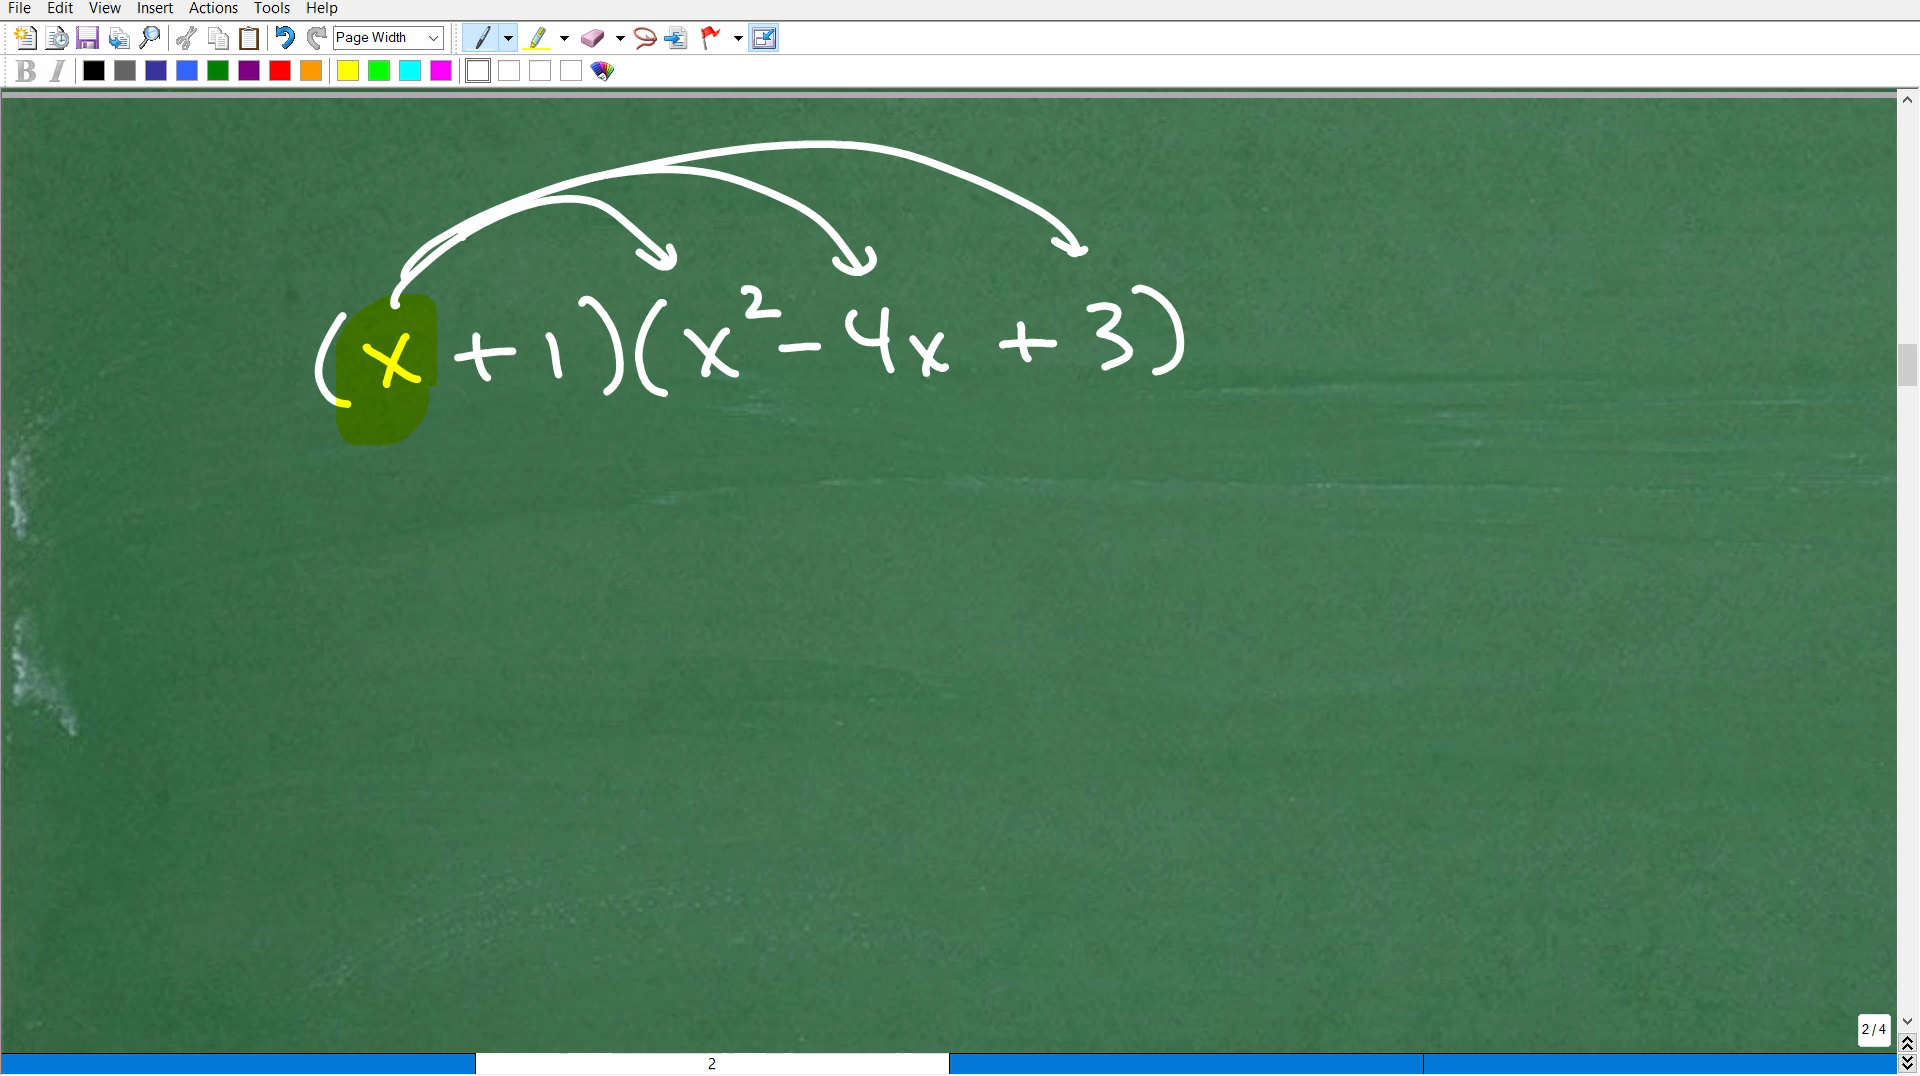 File Edit View Insert Actions Tools Help
Page Width
B I
(x + 1)(x² - 4x + 3)
2 / 4
2